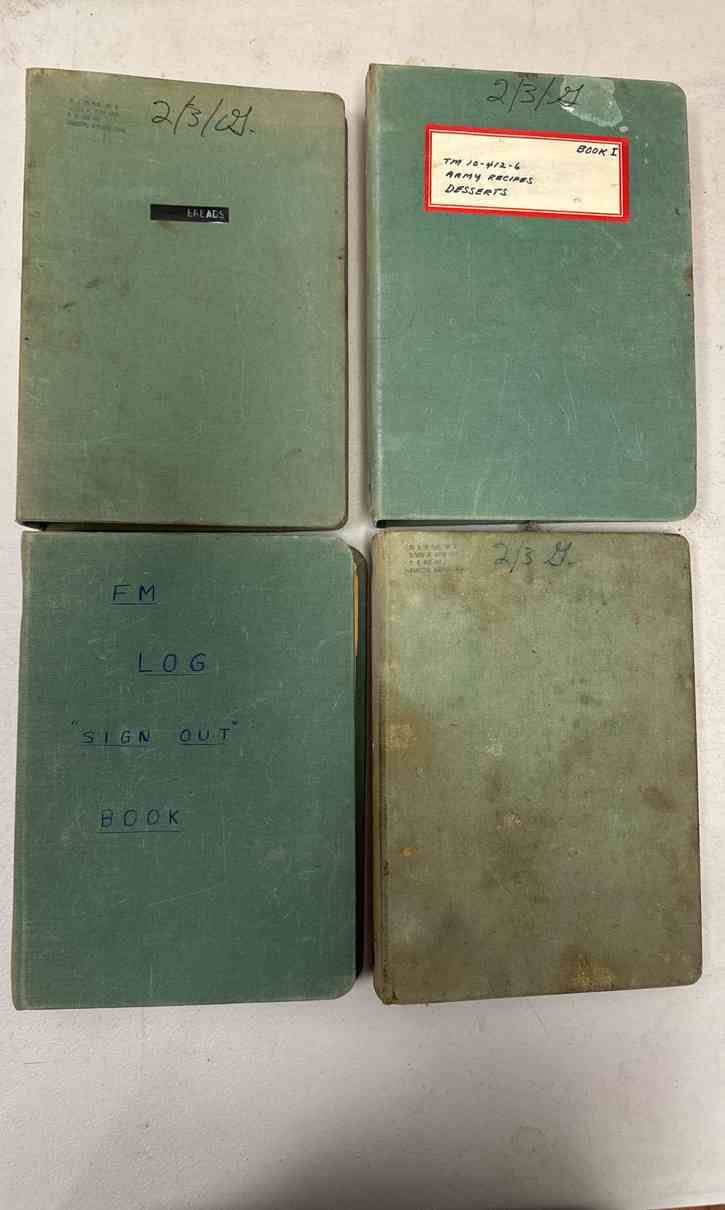 2/3/G.
BREADS
2/3/G
BOOK I
TM 10-412-6
ARMY RECIPES
DESSERTS
FM
LOG
"SIGN OUT"
BOOK
2/3 G.